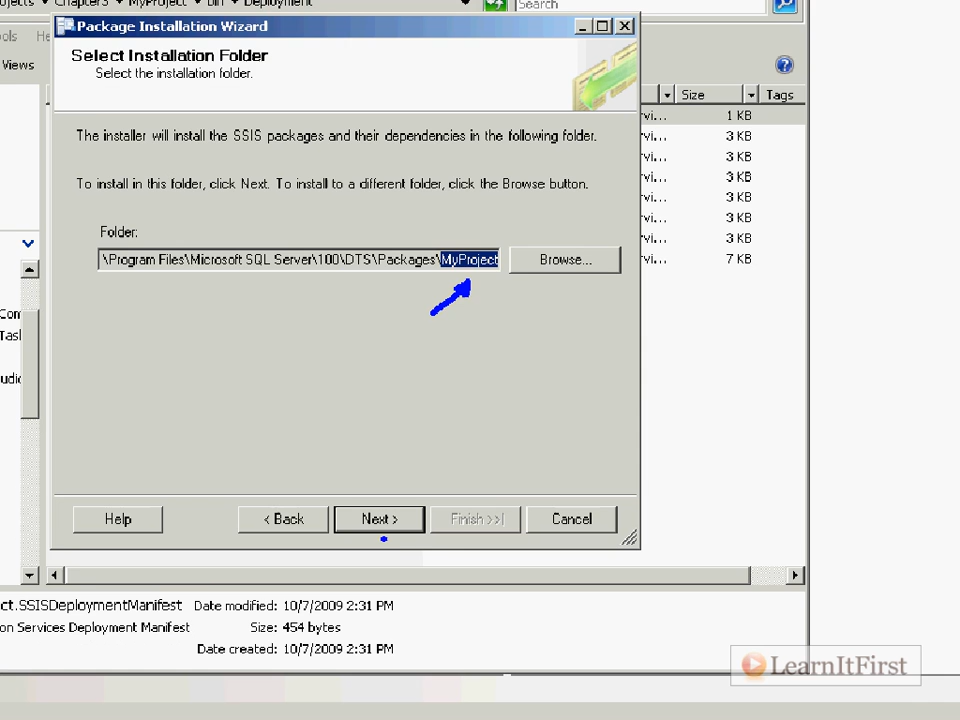 Chapter3 MyProject bin Deployment Search
Package Installation Wizard
Select Installation Folder
Select the installation folder.
Views
Size Tags
The installer will install the SSIS packages and their dependencies in the following folder.
1 KB
3 KB
3 KB
To install in this folder, click Next. To install to a different folder, click the Browse button.
3 KB
3 KB
3 KB
Folder:
3 KB
\Program Files\Microsoft SQL Server\100\DTS\Packages\MyProject Browse...
7 KB
Help < Back Next > Finish >>| Cancel
ct.SSISDeploymentManifest Date modified: 10/7/2009 2:31 PM
on Services Deployment Manifest Size: 454 bytes
Date created: 10/7/2009 2:31 PM
LearnItFirst